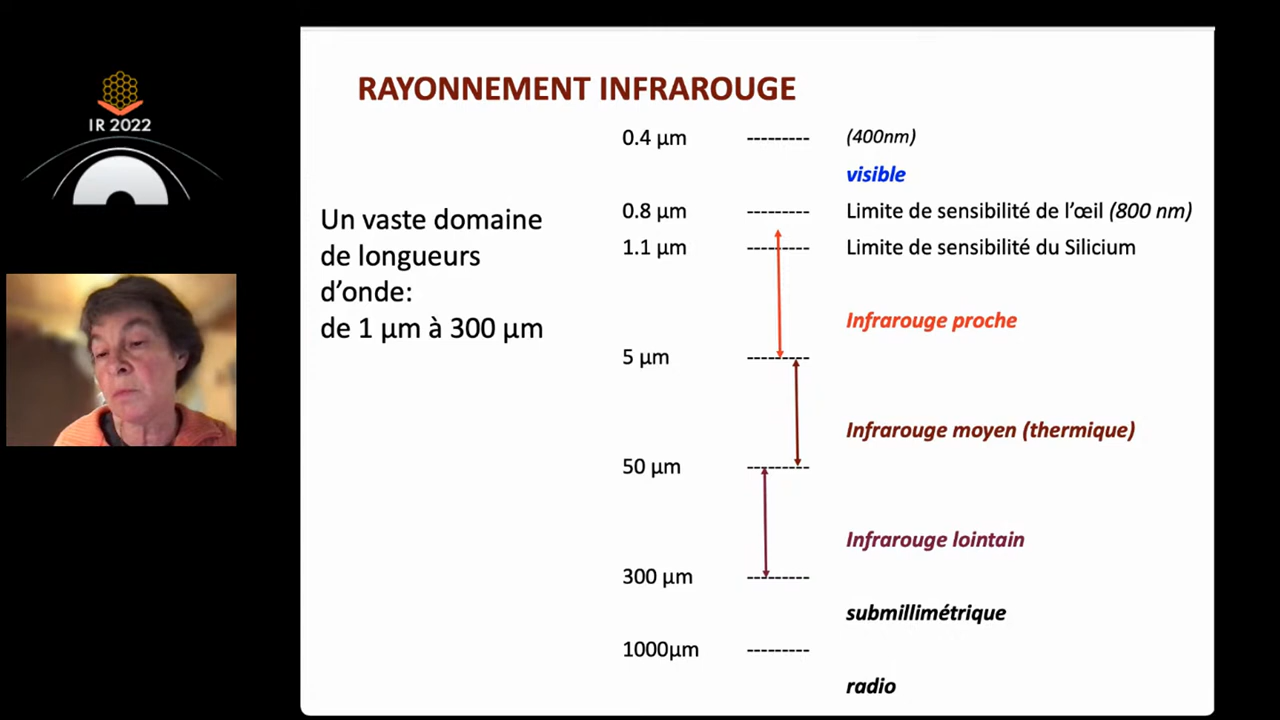 IR 2022
RAYONNEMENT INFRAROUGE
Un vaste domaine
de longueurs
d’onde:
de 1 µm à 300 µm
0.4 µm --------- (400nm)
visible
0.8 µm --------- Limite de sensibilité de l’œil (800 nm)
1.1 µm --------- Limite de sensibilité du Silicium
Infrarouge proche
5 µm ---------
Infrarouge moyen (thermique)
50 µm ---------
Infrarouge lointain
300 µm ---------
submillimétrique
1000µm ---------
radio